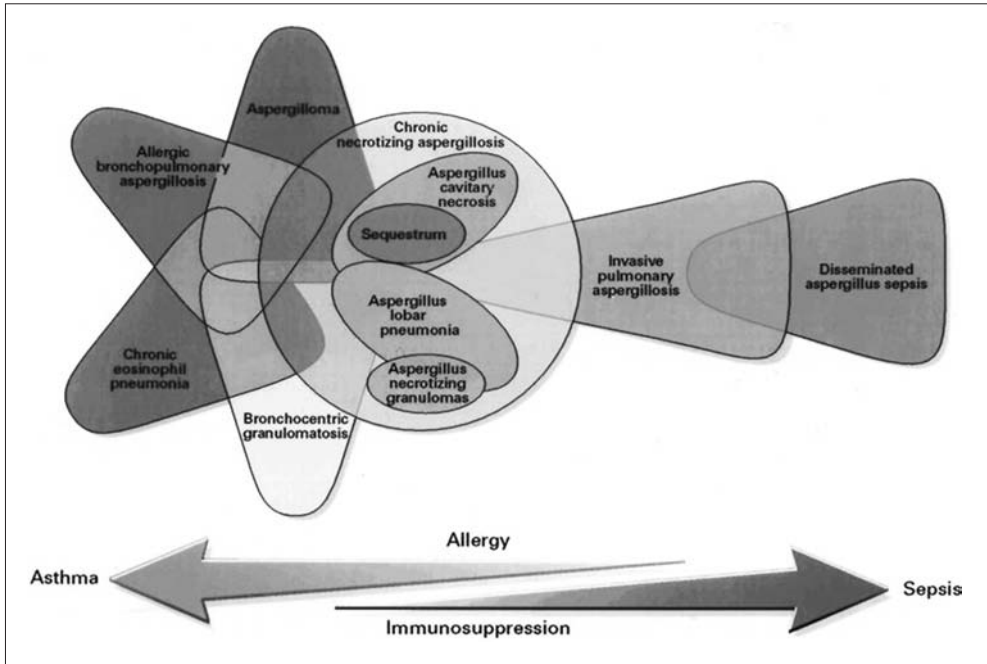 Aspergilloma
Allergic
bronchopulmonary
aspergillosis
Chronic
necrotizing aspergillosis
Aspergillus
cavitary
necrosis
Sequestrum
Aspergillus
lobar
pneumonia
Aspergillus
necrotizing
granulomas
Chronic
eosinophil
pneumonia
Bronchocentric
granulomatosis
Invasive
pulmonary
aspergillosis
Disseminated
aspergillus sepsis
Allergy
Asthma
Sepsis
Immunosuppression